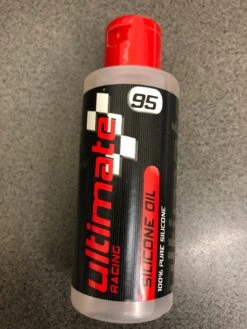 95
ultimate
RACING
SILICONE OIL
100% PURE SILICONE